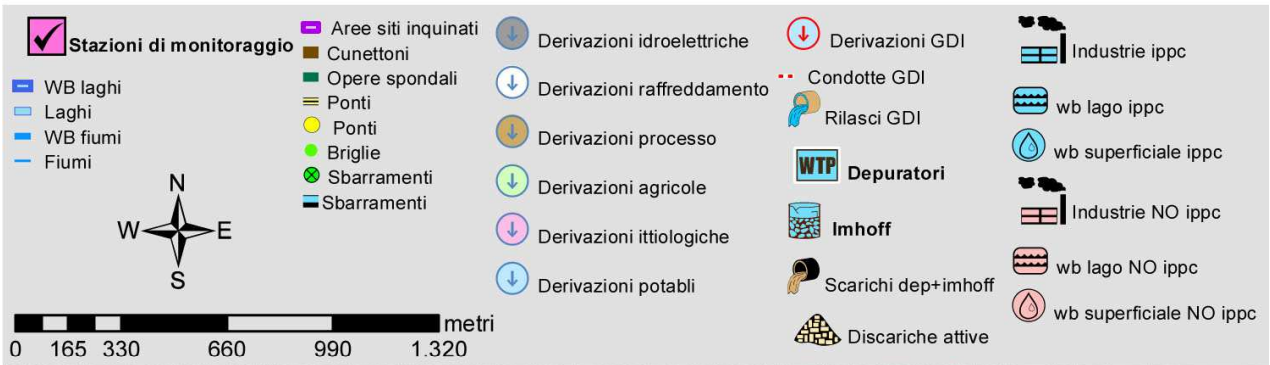 Stazioni di monitoraggio
WB laghi
Laghi
WB fiumi
Fiumi
N
W E
S
metri
0 165 330 660 990 1.320
Aree siti inquinati
Cunettoni
Opere spondali
Ponti
Ponti
Briglie
Sbarramenti
Sbarramenti
Derivazioni idroelettriche
Derivazioni raffreddamento
Derivazioni processo
Derivazioni agricole
Derivazioni ittiologiche
Derivazioni potabli
Derivazioni GDI
Condotte GDI
Rilasci GDI
WTP Depuratori
Imhoff
Scarichi dep+imhoff
Discariche attive
Industrie ippc
wb lago ippc
wb superficiale ippc
Industrie NO ippc
wb lago NO ippc
wb superficiale NO ippc